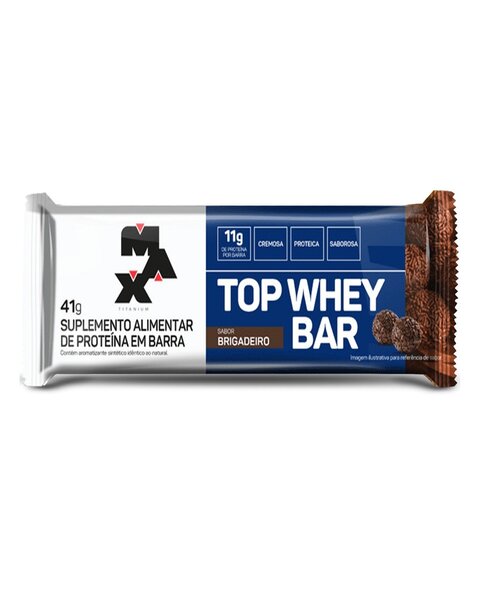 MAX
TITANIUM
41g
SUPLEMENTO ALIMENTAR
DE PROTEÍNA EM BARRA
Contém aromatizante sintético idêntico ao natural.
11g
DE PROTEÍNA
POR BARRA
CREMOSA
PROTEICA
SABOROSA
TOP WHEY
BAR
SABOR
BRIGADEIRO
Imagem ilustrativa para referência de sabor